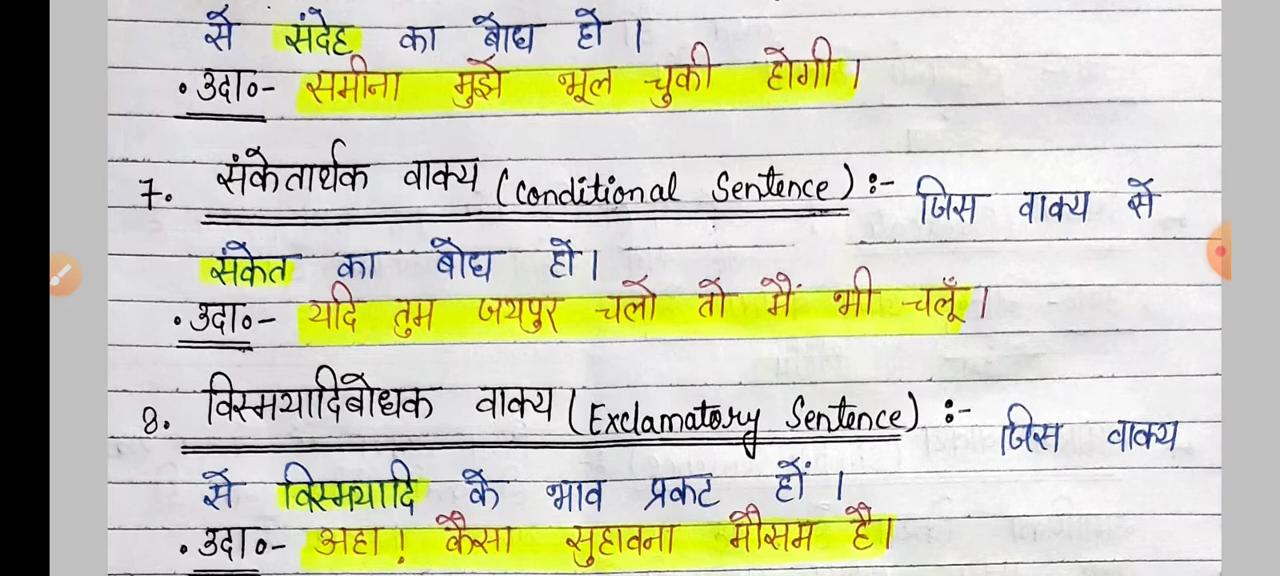 से संदेह का बोध हो ।
• उदा०- समीना मुझे भूल चुकी होगी ।
7. संकेतार्थक वाक्य (Conditional Sentence) :- जिस वाक्य से
संकेत का बोध हो ।
• उदा०- यदि तुम जयपुर चलो तो मैं भी चलूँ ।
8. विस्मयादिबोधक वाक्य (Exclamatory Sentence) :- जिस वाक्य
से विस्मयादि के भाव प्रकट हों ।
• उदा०- अहा ! कैसा सुहावना मौसम है ।